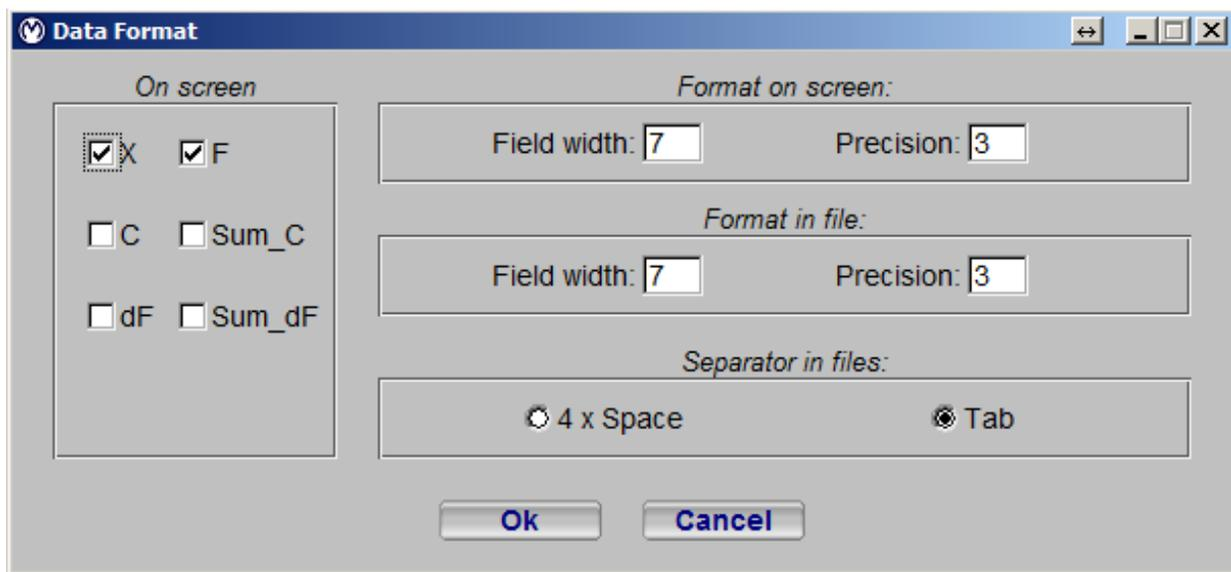 Data Format
On screen
X F
C Sum_C
dF Sum_dF
Format on screen:
Field width: 7 Precision: 3
Format in file:
Field width: 7 Precision: 3
Separator in files:
4 x Space Tab
Ok Cancel